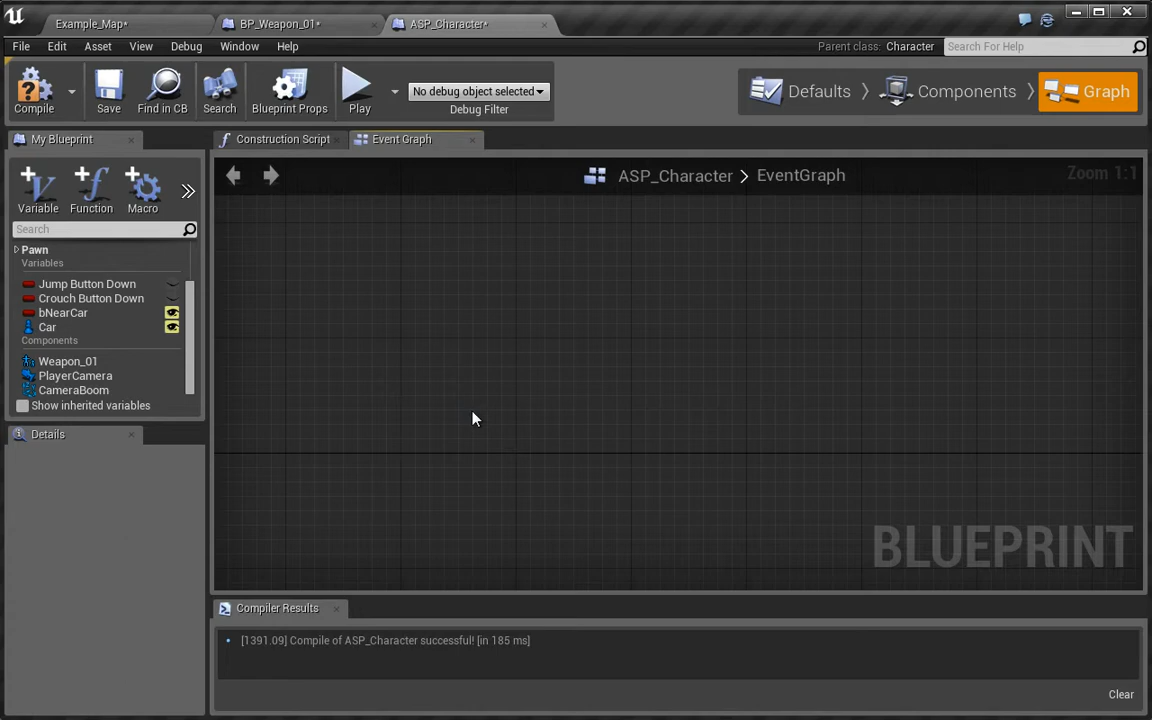 Example_Map*
BP_Weapon_01*
ASP_Character*
File Edit Asset View Debug Window Help
Parent class: Character
Search For Help
Compile
Save
Find in CB
Search
Blueprint Props
Play
No debug object selected
Debug Filter
Defaults
Components
Graph
My Blueprint
Construction Script
Event Graph
Variable
Function
Macro
Search
ASP_Character > EventGraph
Zoom 1:1
Pawn
Variables
Jump Button Down
Crouch Button Down
bNearCar
Car
Components
Weapon_01
PlayerCamera
CameraBoom
Show inherited variables
Details
BLUEPRINT
Compiler Results
[1391.09] Compile of ASP_Character successful! [in 185 ms]
Clear